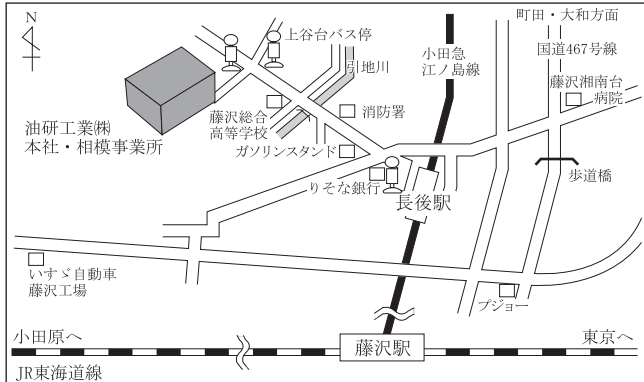 N
町田・大和方面
上谷台バス停
小田急
江ノ島線
国道467号線
引地川
藤沢湘南台
病院
藤沢総合
高等学校
消防署
油研工業㈱
本社・相模事業所
ガソリンスタンド
歩道橋
りそな銀行
長後駅
いすゞ自動車
藤沢工場
プジョー
小田原へ
藤沢駅
東京へ
JR東海道線